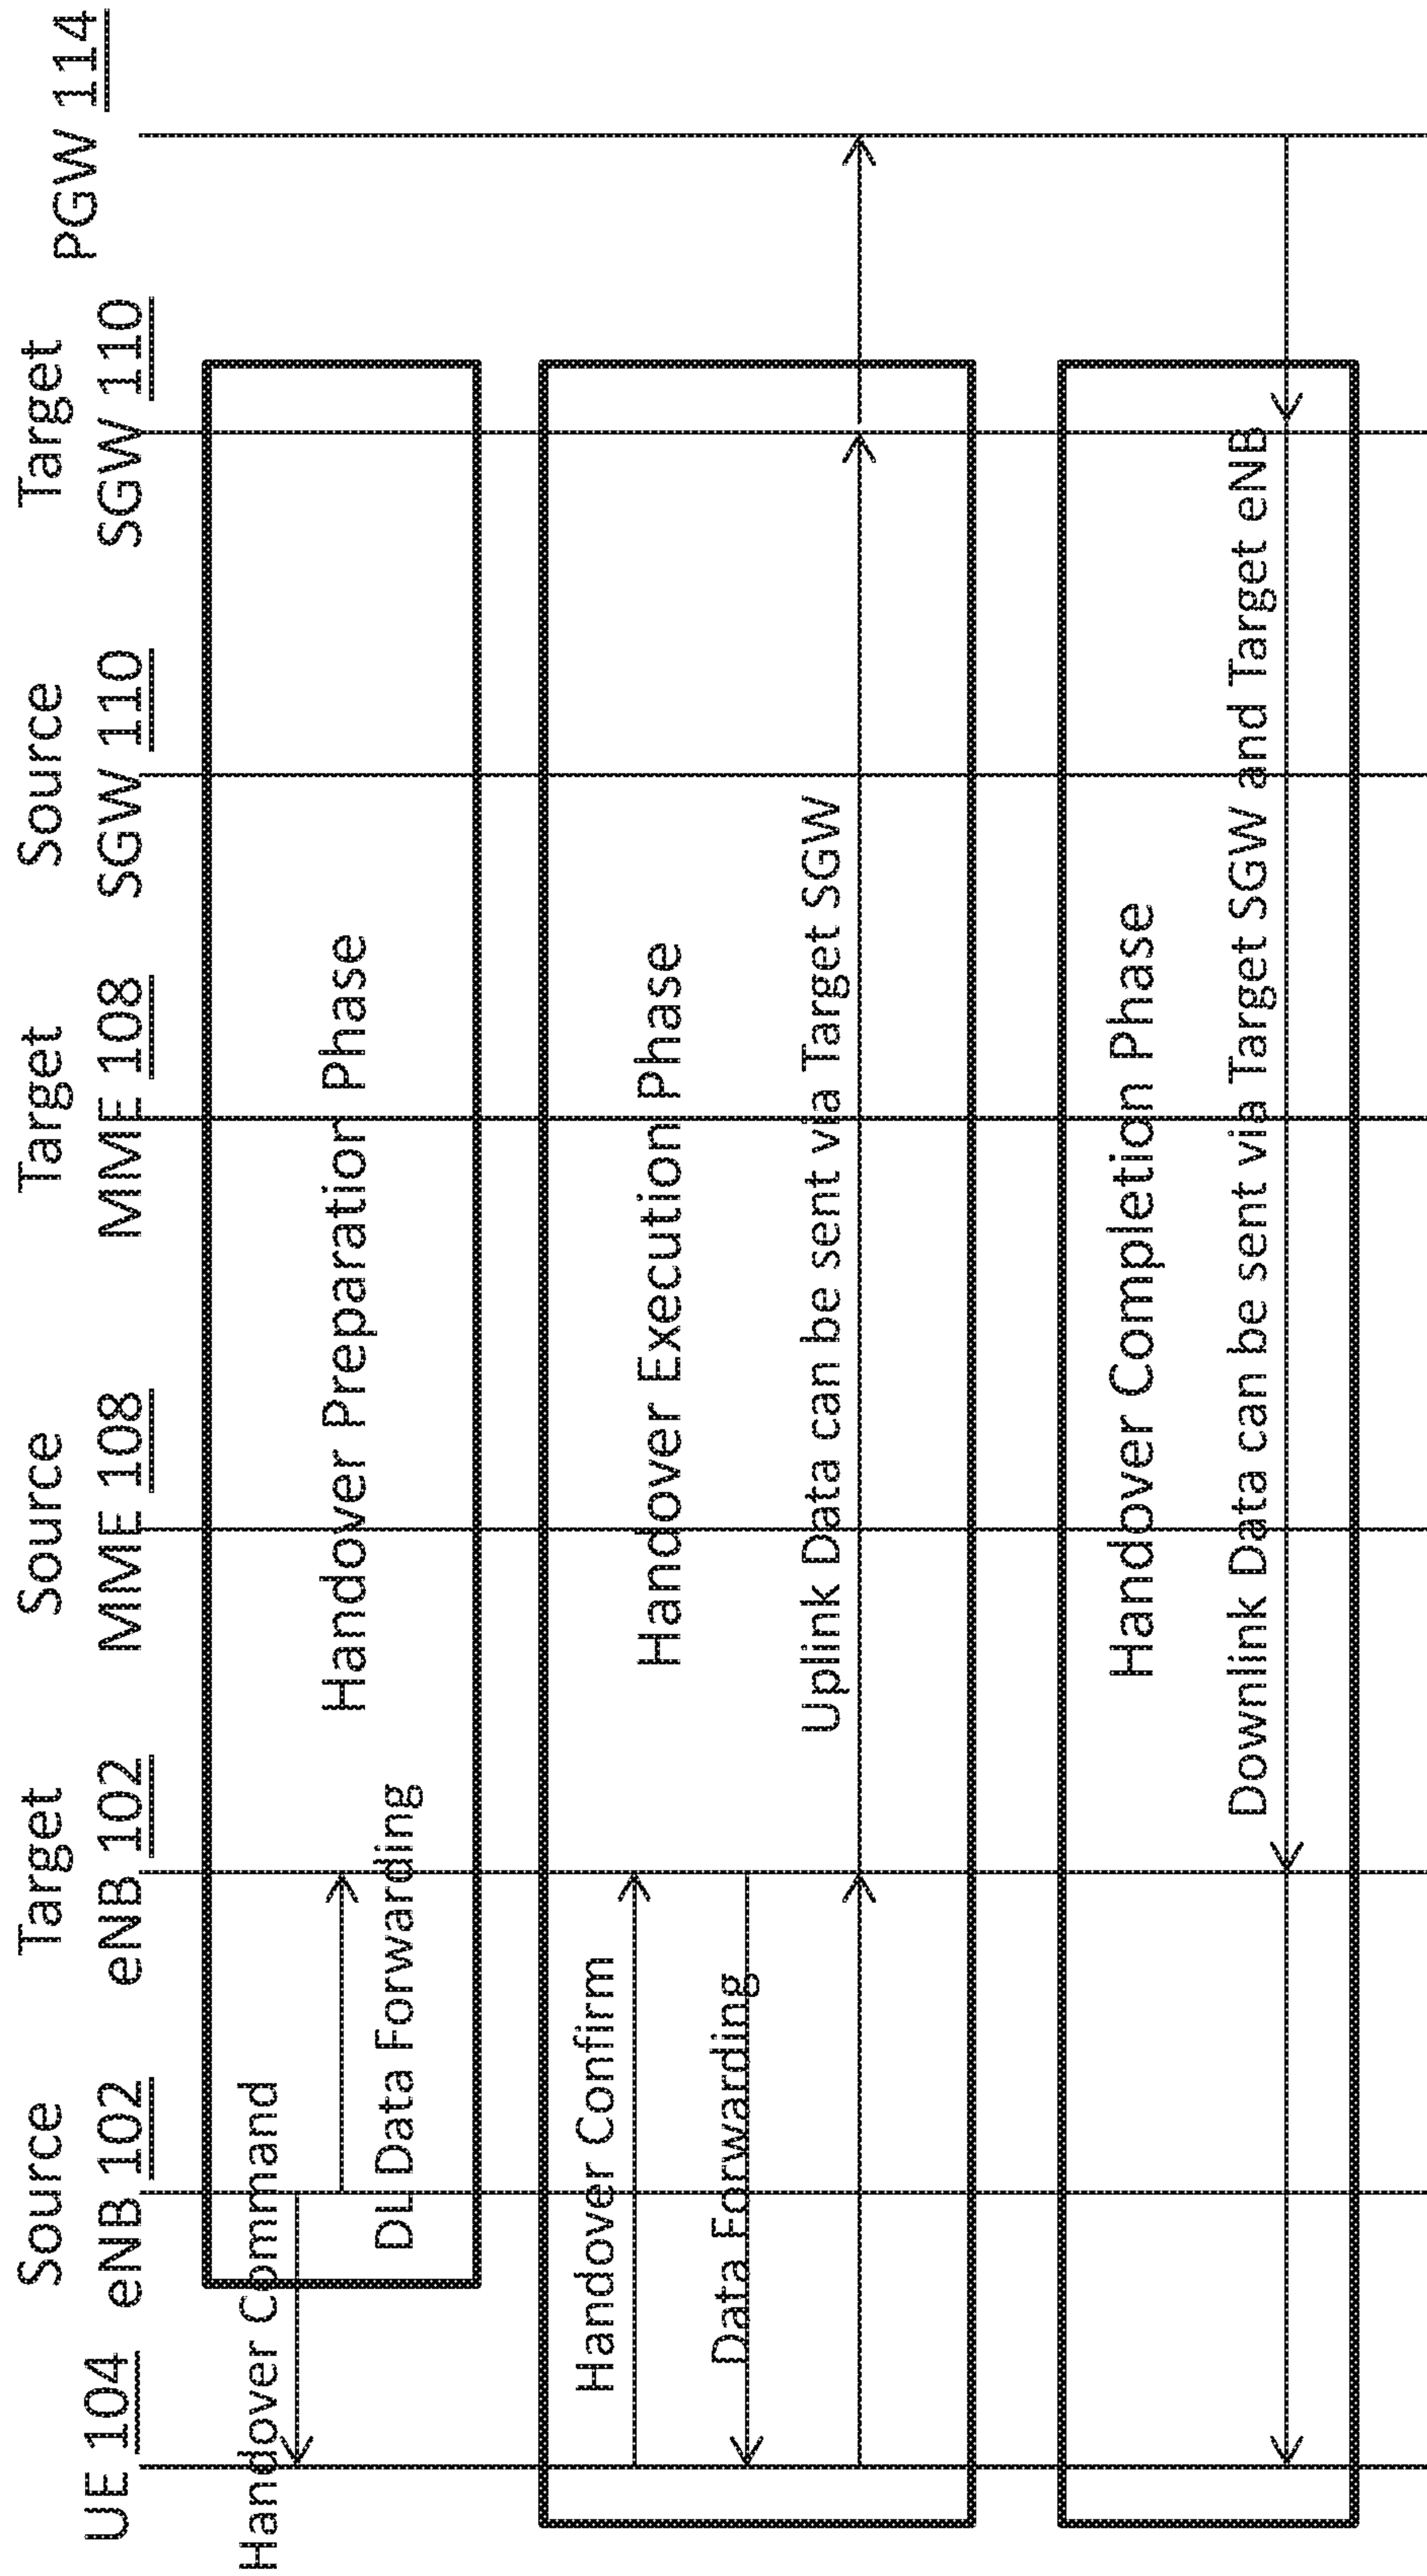 UE 104
Source
eNB 102
Target
eNB 102
Source
MME 108
Target
MME 108
Source
SGW 110
Target
SGW 110
PGW 114
Handover Command
Handover Preparation Phase
DL Data Forwarding
Handover Confirm
Handover Execution Phase
Data Forwarding
Uplink Data can be sent via Target SGW
Handover Completion Phase
Downlink Data can be sent via Target SGW and Target eNB